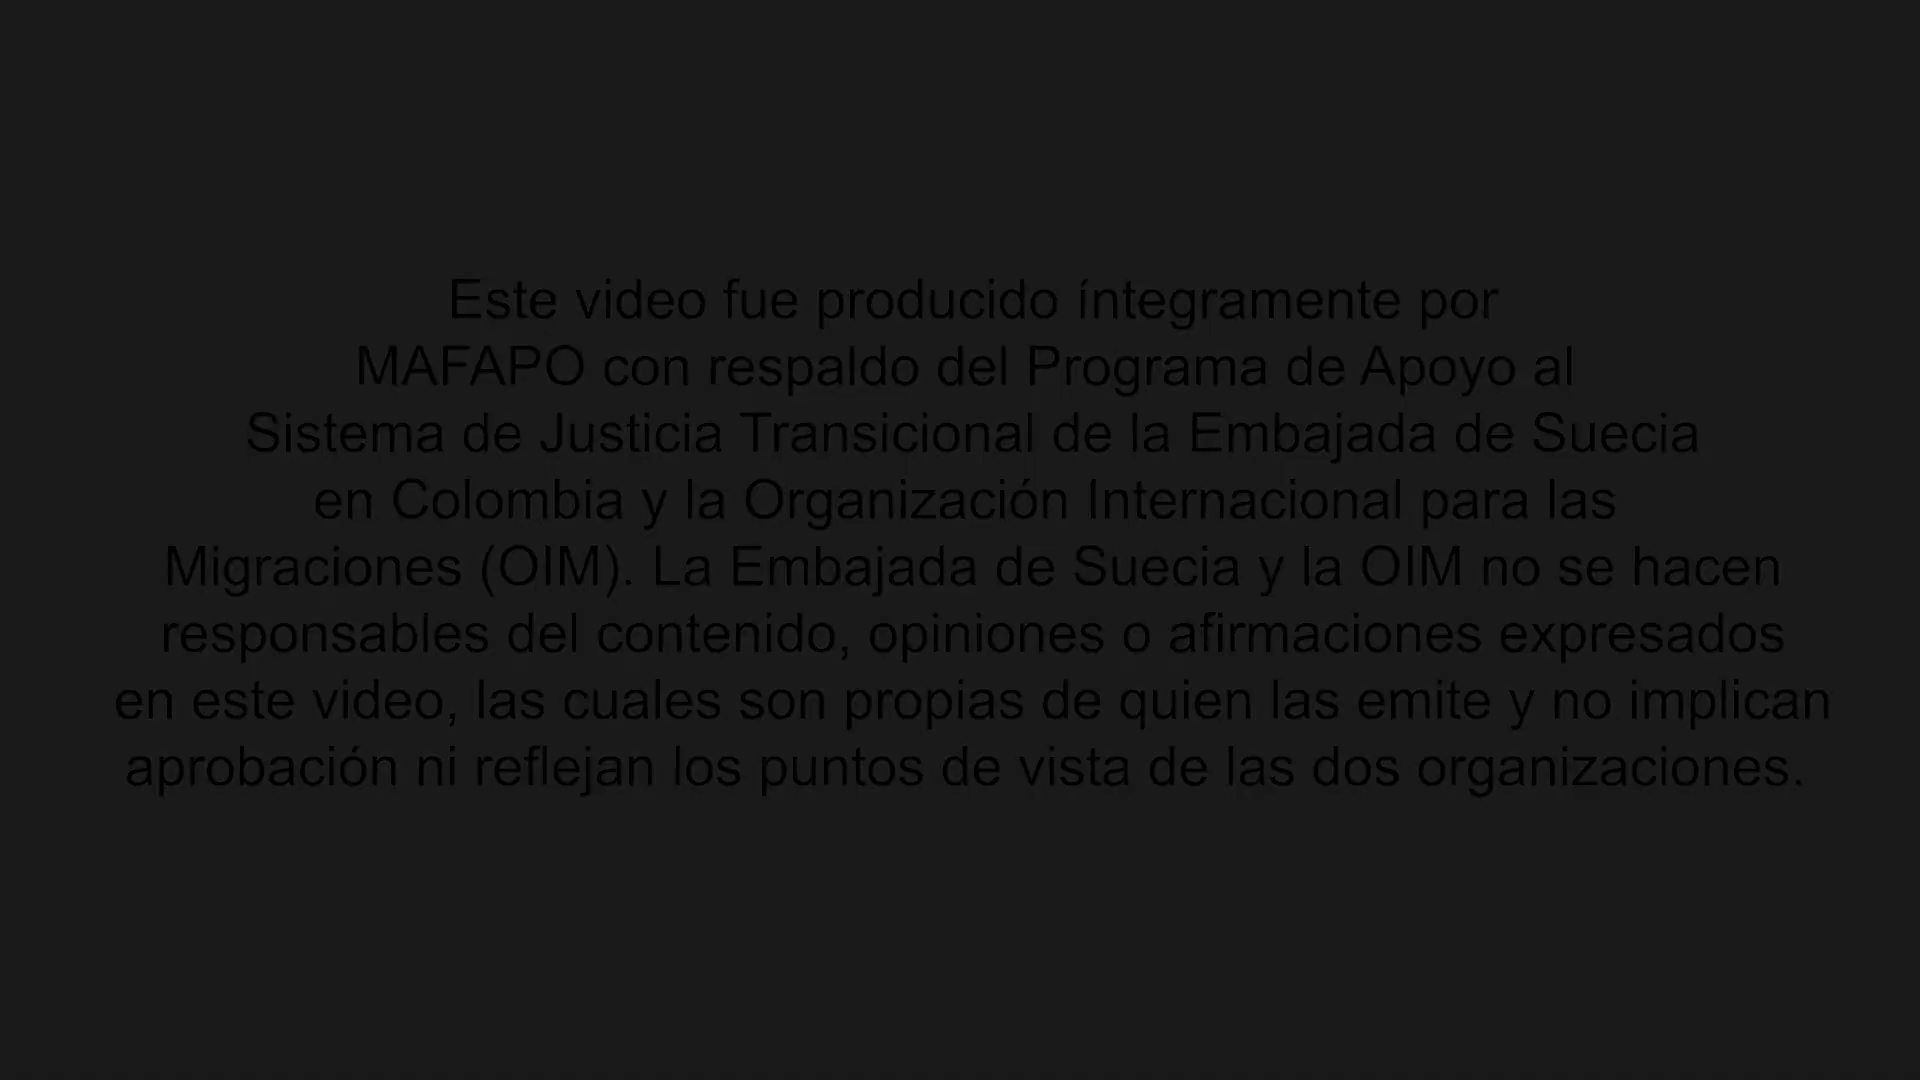 Este video fue producido íntegramente por
MAFAPO con respaldo del Programa de Apoyo al
Sistema de Justicia Transicional de la Embajada de Suecia
en Colombia y la Organización Internacional para las
Migraciones (OIM). La Embajada de Suecia y la OIM no se hacen
responsables del contenido, opiniones o afirmaciones expresados
en este video, las cuales son propias de quien las emite y no implican
aprobación ni reflejan los puntos de vista de las dos organizaciones.